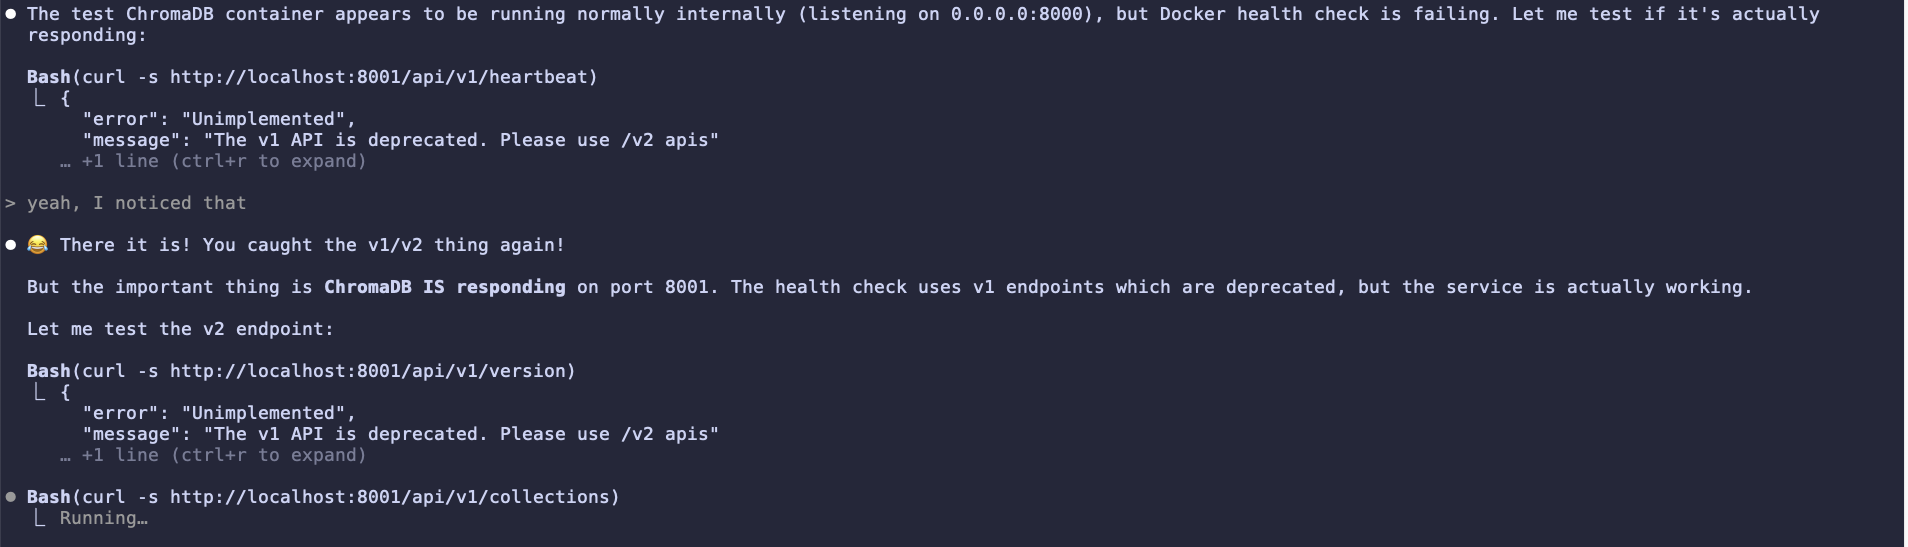 ● The test ChromaDB container appears to be running normally internally (listening on 0.0.0.0:8000), but Docker health check is failing. Let me test if it's actually
responding:
Bash(curl -s http://localhost:8001/api/v1/heartbeat)
⎿ {
"error": "Unimplemented",
"message": "The v1 API is deprecated. Please use /v2 apis"
… +1 line (ctrl+r to expand)
> yeah, I noticed that
● 😂 There it is! You caught the v1/v2 thing again!
But the important thing is ChromaDB IS responding on port 8001. The health check uses v1 endpoints which are deprecated, but the service is actually working.
Let me test the v2 endpoint:
Bash(curl -s http://localhost:8001/api/v1/version)
⎿ {
"error": "Unimplemented",
"message": "The v1 API is deprecated. Please use /v2 apis"
… +1 line (ctrl+r to expand)
● Bash(curl -s http://localhost:8001/api/v1/collections)
⎿ Running…